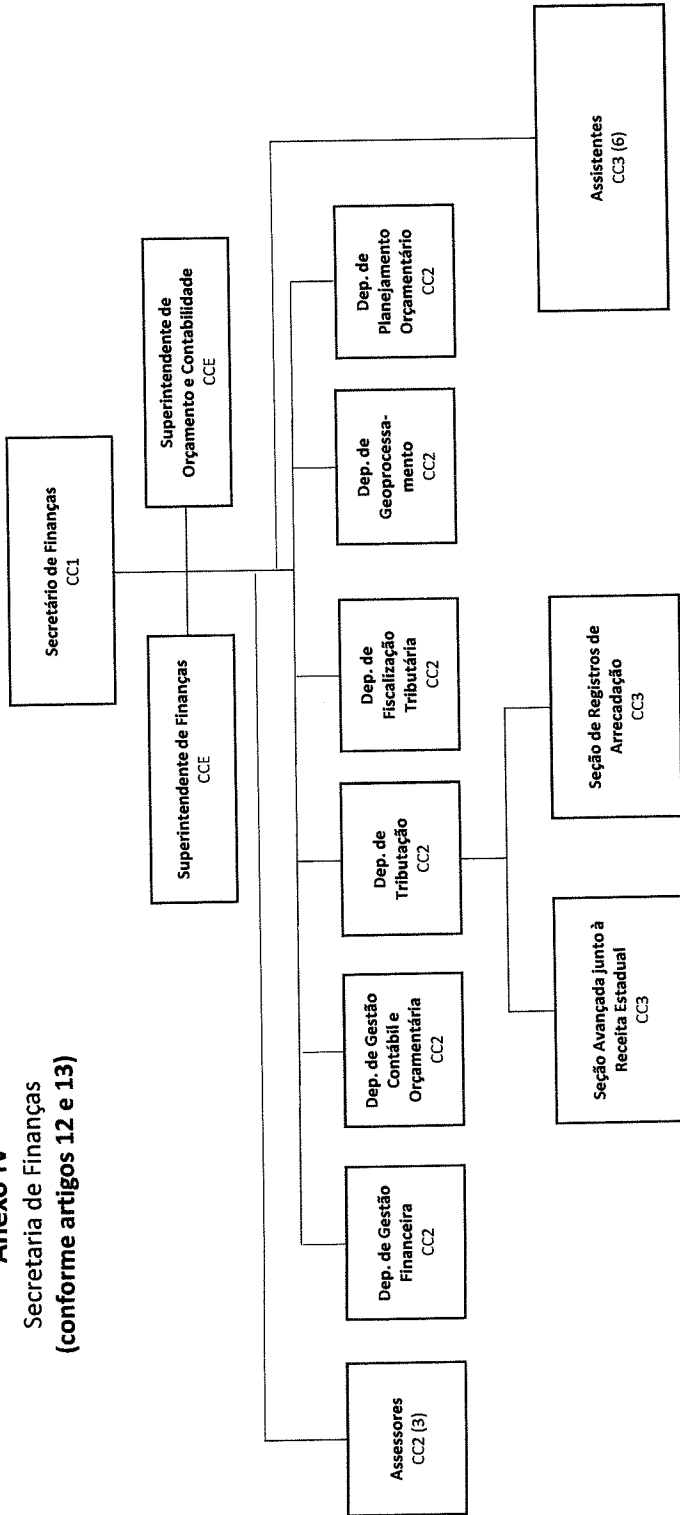 Anexo IV
Secretaria de Finanças
(conforme artigos 12 e 13)
Secretário de Finanças
CC1
Superintendente de Finanças
CCE
Superintendente de
Orçamento e Contabilidade
CCE
Assessores
CC2 (3)
Dep. de Gestão
Financeira
CC2
Dep. de Gestão
Contábil e
Orçamentária
CC2
Dep. de
Tributação
CC2
Dep. de
Fiscalização
Tributária
CC2
Dep. de
Geoprocessa-
mento
CC2
Dep. de
Planejamento
Orçamentário
CC2
Assistentes
CC3 (6)
Seção Avançada junto à
Receita Estadual
CC3
Seção de Registros de
Arrecadação
CC3